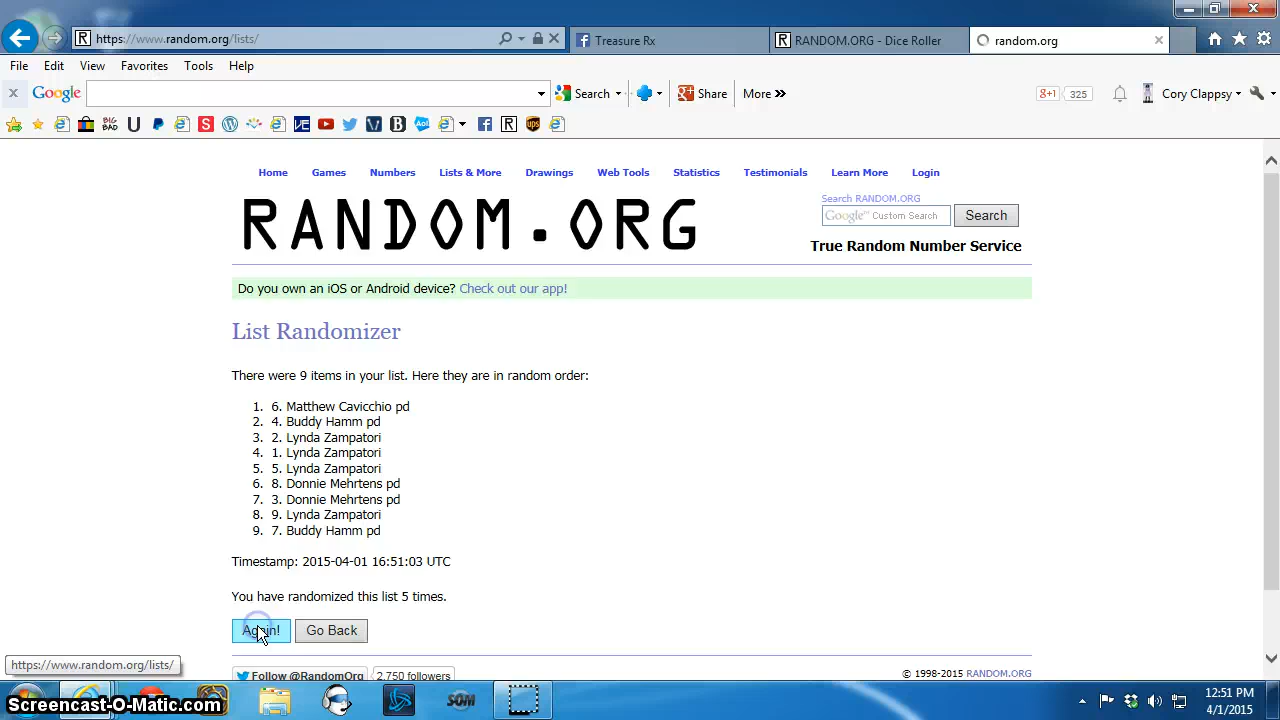 https://www.random.org/lists/
Treasure Rx
RANDOM.ORG - Dice Roller
random.org
File Edit View Favorites Tools Help
Google Search Share More » g+1 325 Cory Clappsy
BIG BAD U S VE V B Aol R ups
Home Games Numbers Lists & More Drawings Web Tools Statistics Testimonials Learn More Login
RANDOM.ORG
Search RANDOM.ORG
Google™ Custom Search Search
True Random Number Service
Do you own an iOS or Android device? Check out our app!
List Randomizer
There were 9 items in your list. Here they are in random order:
1. 6. Matthew Cavicchio pd
2. 4. Buddy Hamm pd
3. 2. Lynda Zampatori
4. 1. Lynda Zampatori
5. 5. Lynda Zampatori
6. 8. Donnie Mehrtens pd
7. 3. Donnie Mehrtens pd
8. 9. Lynda Zampatori
9. 7. Buddy Hamm pd
Timestamp: 2015-04-01 16:51:03 UTC
You have randomized this list 5 times.
Again! Go Back
https://www.random.org/lists/
Follow @RandomOrg 2,750 followers
© 1998-2015 RANDOM.ORG
Screencast-O-Matic.com
SOM
12:51 PM
4/1/2015